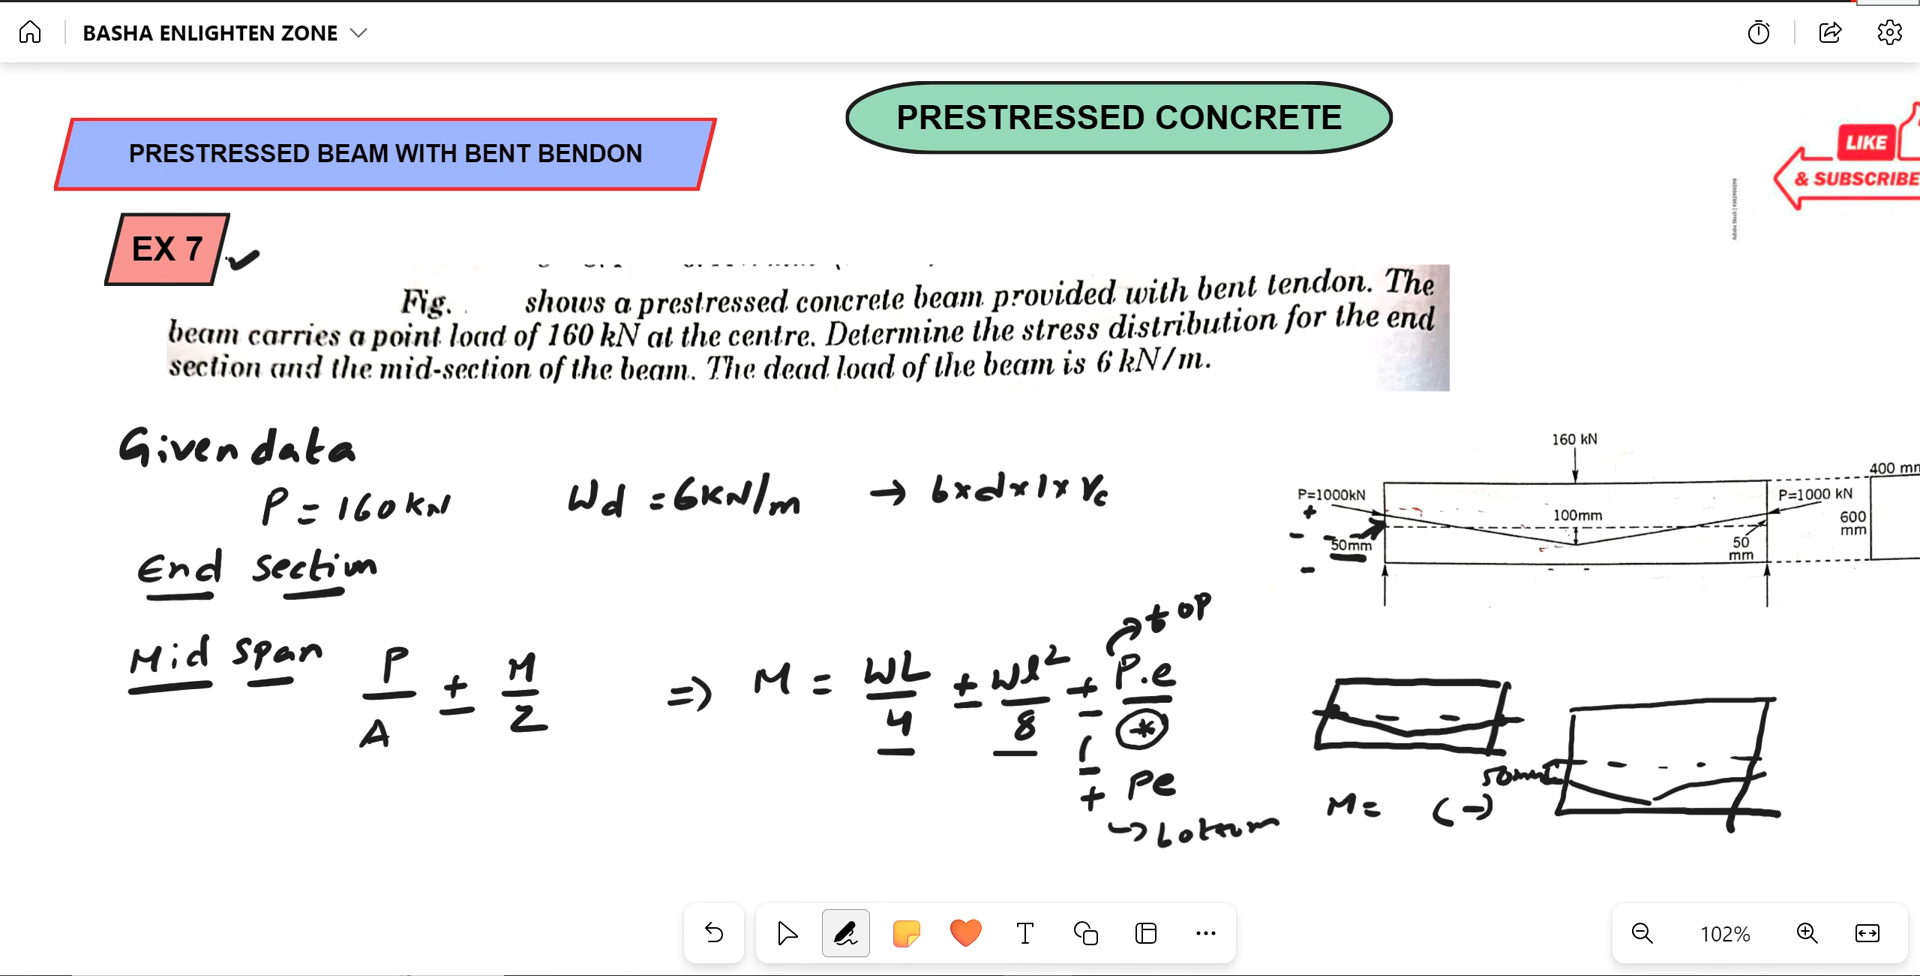 BASHA ENLIGHTEN ZONE
PRESTRESSED CONCRETE
PRESTRESSED BEAM WITH BENT BENDON
LIKE
& SUBSCRIBE
EX 7
Fig. shows a prestressed concrete beam provided with bent tendon. The
beam carries a point load of 160 kN at the centre. Determine the stress distribution for the end
section and the mid-section of the beam. The dead load of the beam is 6 kN/m.
Given data
P = 160 kN Wd = 6 kN/m → b×d×1×γc
End section
Mid span P/A ± M/Z ⇒ M = WL/4 ± Wl²/8 ± P.e
top
Pe
bottom
160 kN
400 mm
P=1000kN
P=1000 kN
100mm
600
mm
50mm
50
mm
50mm
M = (-)
102%